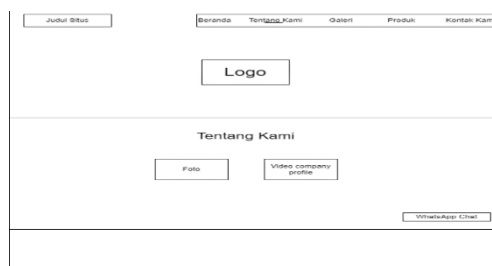 Judul Situs
Beranda Tentang Kami Galeri Produk Kontak Kam
Logo
Tentang Kami
Foto
Video company
profile
WhatsApp Chat